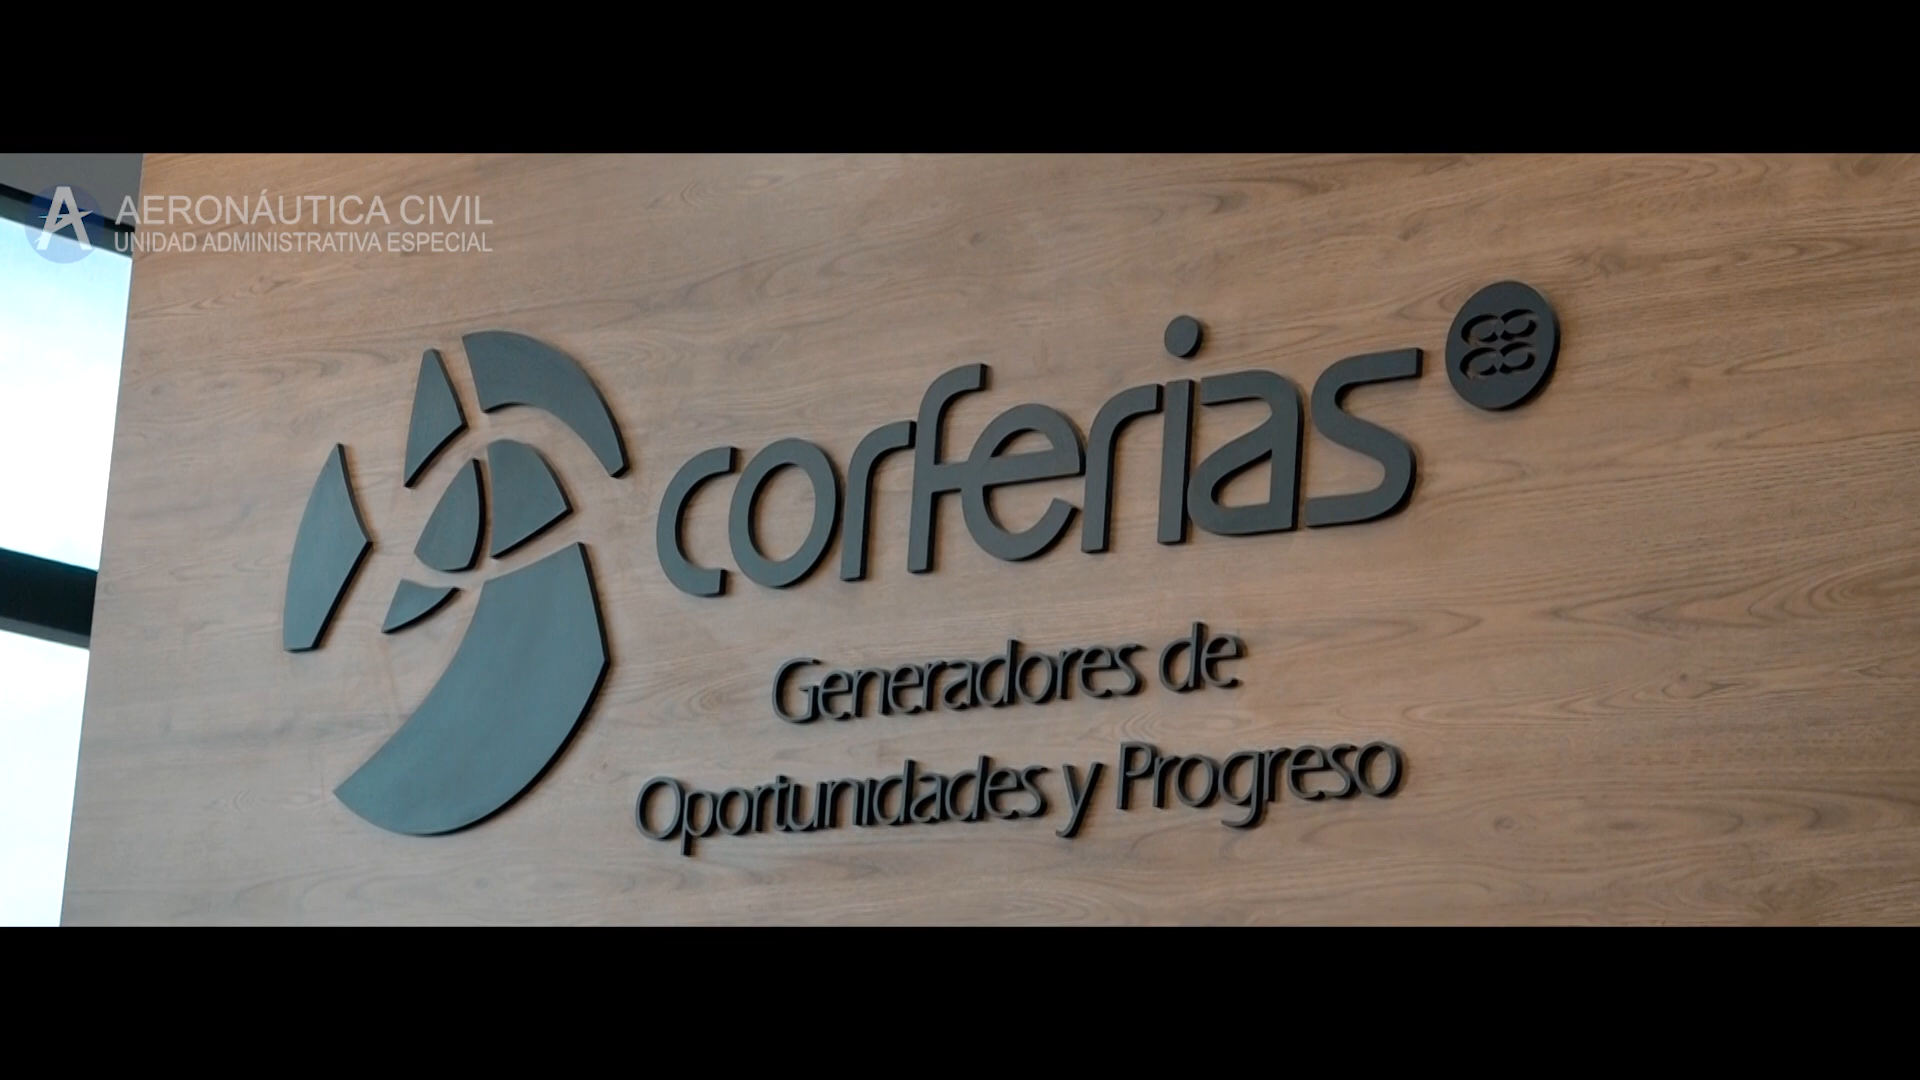 AERONÁUTICA CIVIL
UNIDAD ADMINISTRATIVA ESPECIAL
corferias
Generadores de
Oportunidades y Progreso